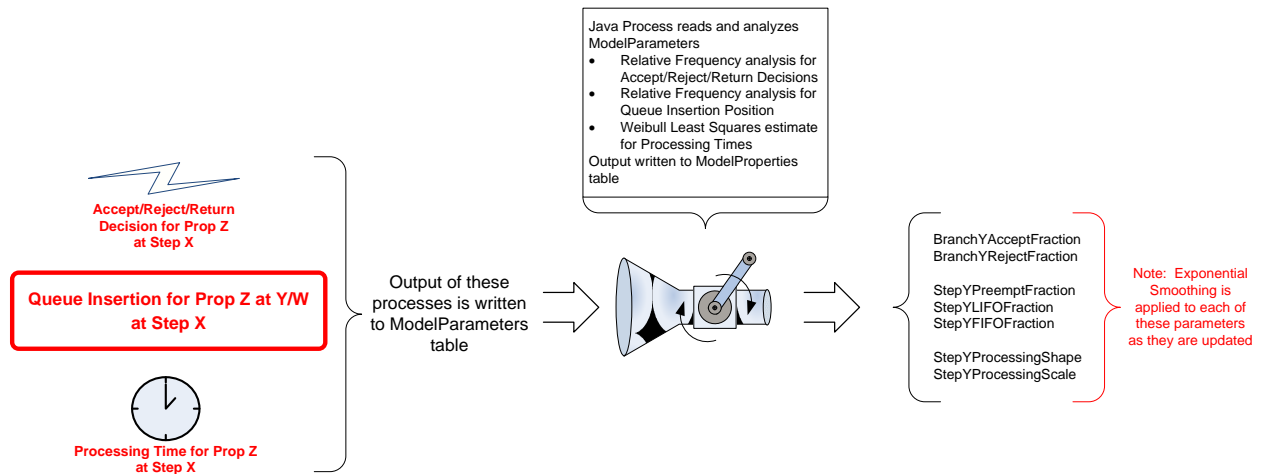 Java Process reads and analyzes
ModelParameters
• Relative Frequency analysis for
Accept/Reject/Return Decisions
• Relative Frequency analysis for
Queue Insertion Position
• Weibull Least Squares estimate
for Processing Times
Output written to ModelProperties
table
Accept/Reject/Return
Decision for Prop Z
at Step X
Queue Insertion for Prop Z at Y/W
at Step X
Processing Time for Prop Z
at Step X
Output of these
processes is written
to ModelParameters
table
BranchYAcceptFraction
BranchYRejectFraction
StepYPreemptFraction
StepYLIFOFraction
StepYFIFOFraction
StepYProcessingShape
StepYProcessingScale
Note: Exponential
Smoothing is
applied to each of
these parameters
as they are updated